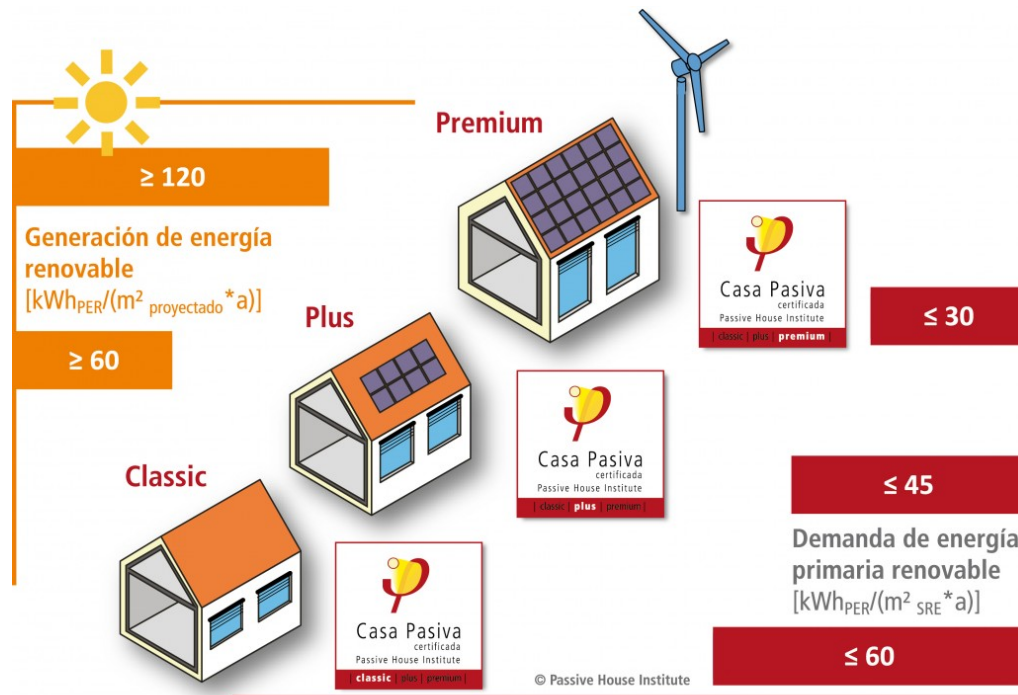 Premium
≥ 120
Generación de energía
renovable
[kWhPER/(m² proyectado*a)]
≥ 60
Plus
Classic
Casa Pasiva
certificada
Passive House Institute
| classic | plus | premium |
≤ 30
Casa Pasiva
certificada
Passive House Institute
| classic | plus | premium |
≤ 45
Demanda de energía
primaria renovable
[kWhPER/(m² SRE*a)]
Casa Pasiva
certificada
Passive House Institute
| classic | plus | premium |
≤ 60
© Passive House Institute